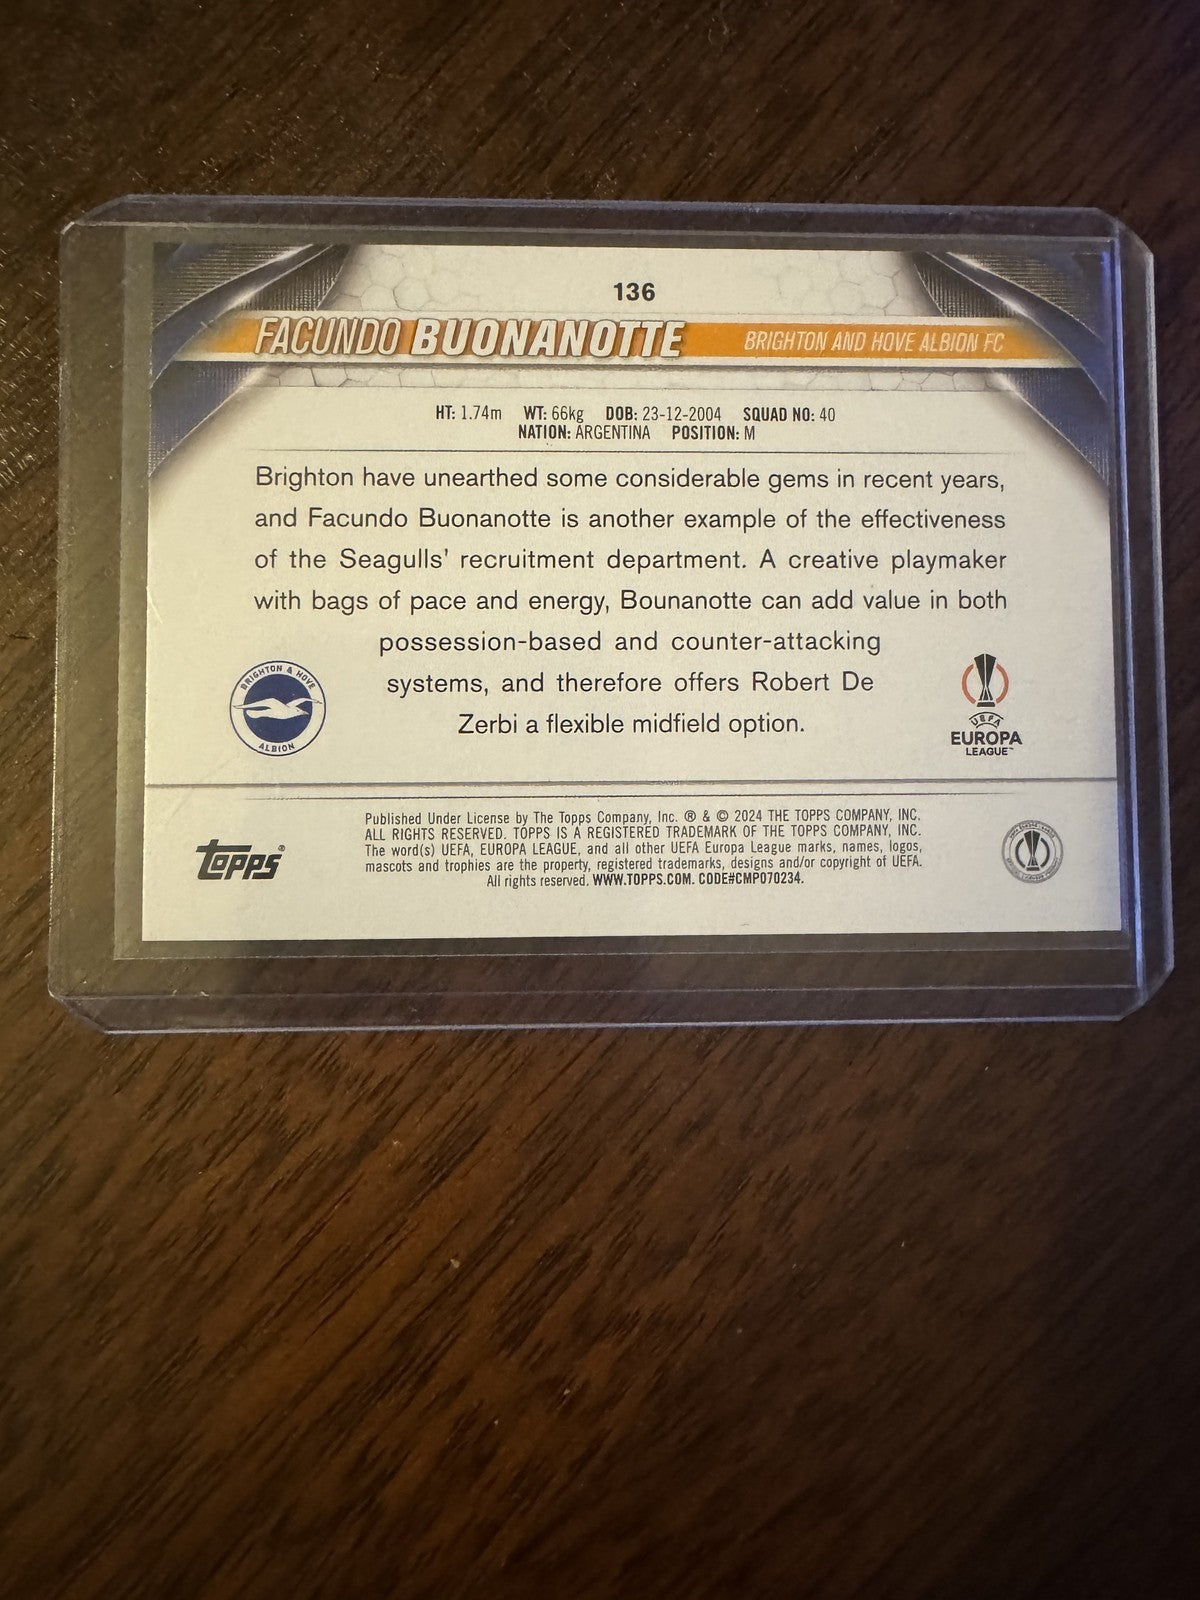 136
FACUNDO BUONANOTTE BRIGHTON AND HOVE ALBION FC
HT: 1.74m WT: 66kg DOB: 23-12-2004 SQUAD NO: 40
NATION: ARGENTINA POSITION: M
Brighton have unearthed some considerable gems in recent years,
and Facundo Buonanotte is another example of the effectiveness
of the Seagulls' recruitment department. A creative playmaker
with bags of pace and energy, Bounanotte can add value in both
possession-based and counter-attacking
systems, and therefore offers Robert De
Zerbi a flexible midfield option.
BRIGHTON & HOVE
ALBION
UEFA
EUROPA
LEAGUE™
topps®
Published Under License by The Topps Company, Inc. ® & © 2024 THE TOPPS COMPANY, INC.
ALL RIGHTS RESERVED. TOPPS IS A REGISTERED TRADEMARK OF THE TOPPS COMPANY, INC.
The word(s) UEFA, EUROPA LEAGUE, and all other UEFA Europa League marks, names, logos,
mascots and trophies are the property, registered trademarks, designs and/or copyright of UEFA.
All rights reserved. WWW.TOPPS.COM. CODE#CMP070234.